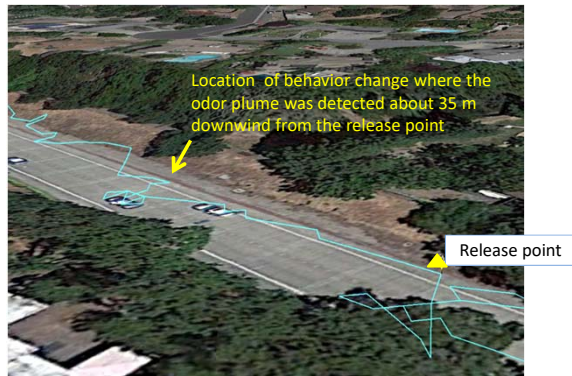 Location  of behavior change where the
odor plume was detected about 35 m
downwind from the release point
Release point